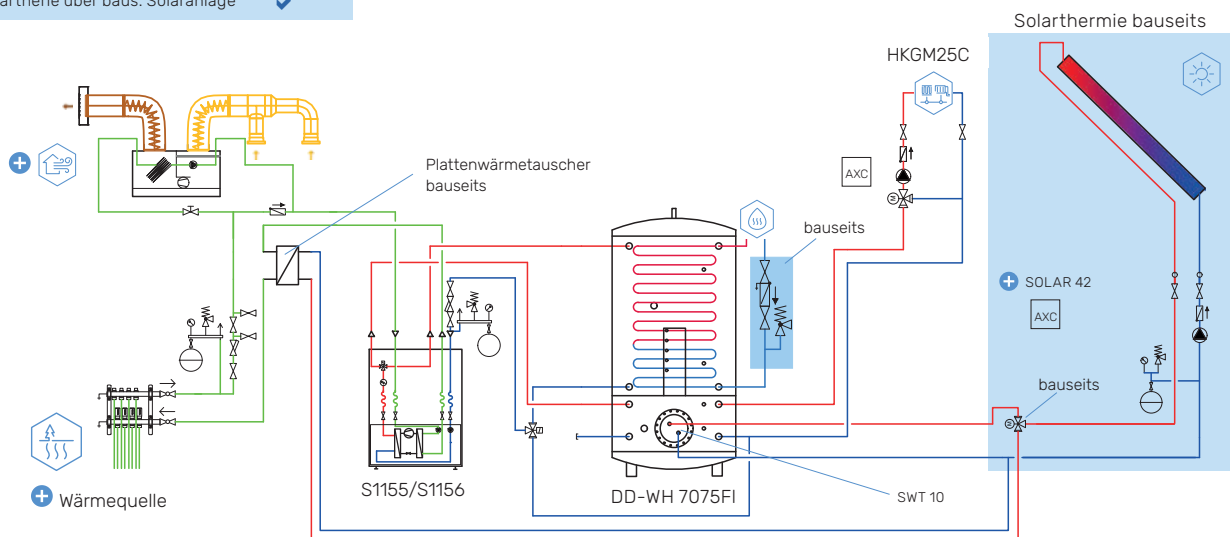 über baus. Solaranlage
Solarthermie bauseits
HKGM25C
Plattenwärmetauscher
bauseits
AXC
bauseits
SOLAR 42
AXC
bauseits
M
M
S1155/S1156
DD-WH 7075FI
SWT 10
Wärmequelle